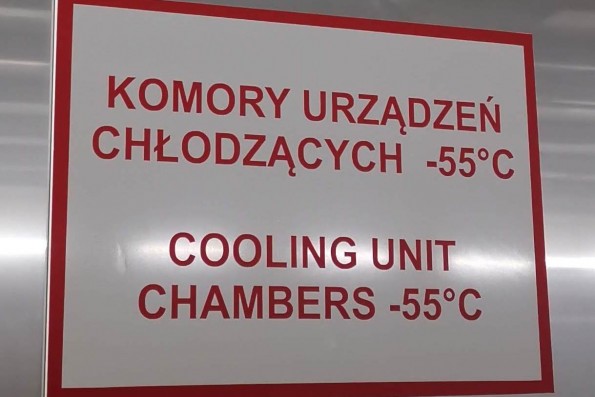 KOMORY URZĄDZEŃ
CHŁODZĄCYCH -55°C
COOLING UNIT
CHAMBERS -55°C